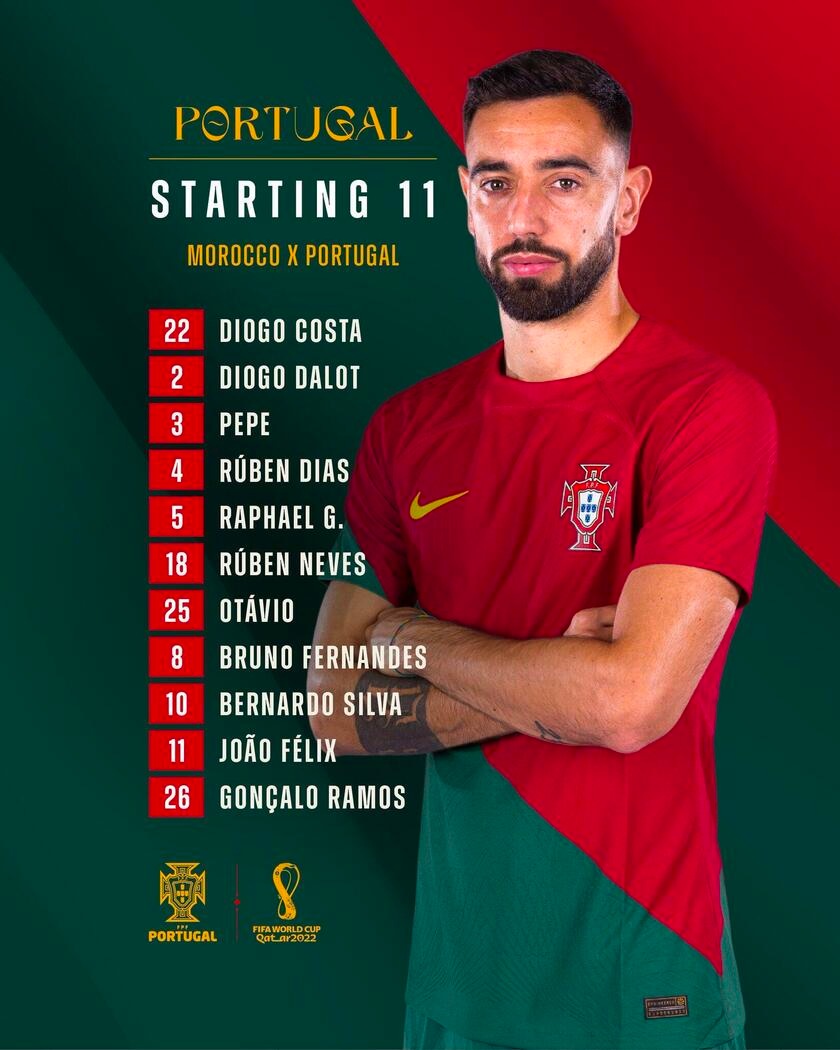 PORTUGAL
STARTING 11
MOROCCO X PORTUGAL
22 DIOGO COSTA
2 DIOGO DALOT
3 PEPE
4 RÚBEN DIAS
5 RAPHAEL G.
18 RÚBEN NEVES
25 OTÁVIO
8 BRUNO FERNANDES
10 BERNARDO SILVA
11 JOÃO FÉLIX
26 GONÇALO RAMOS
FPF
FPF
PORTUGAL
FIFA WORLD CUP
Qatar2022